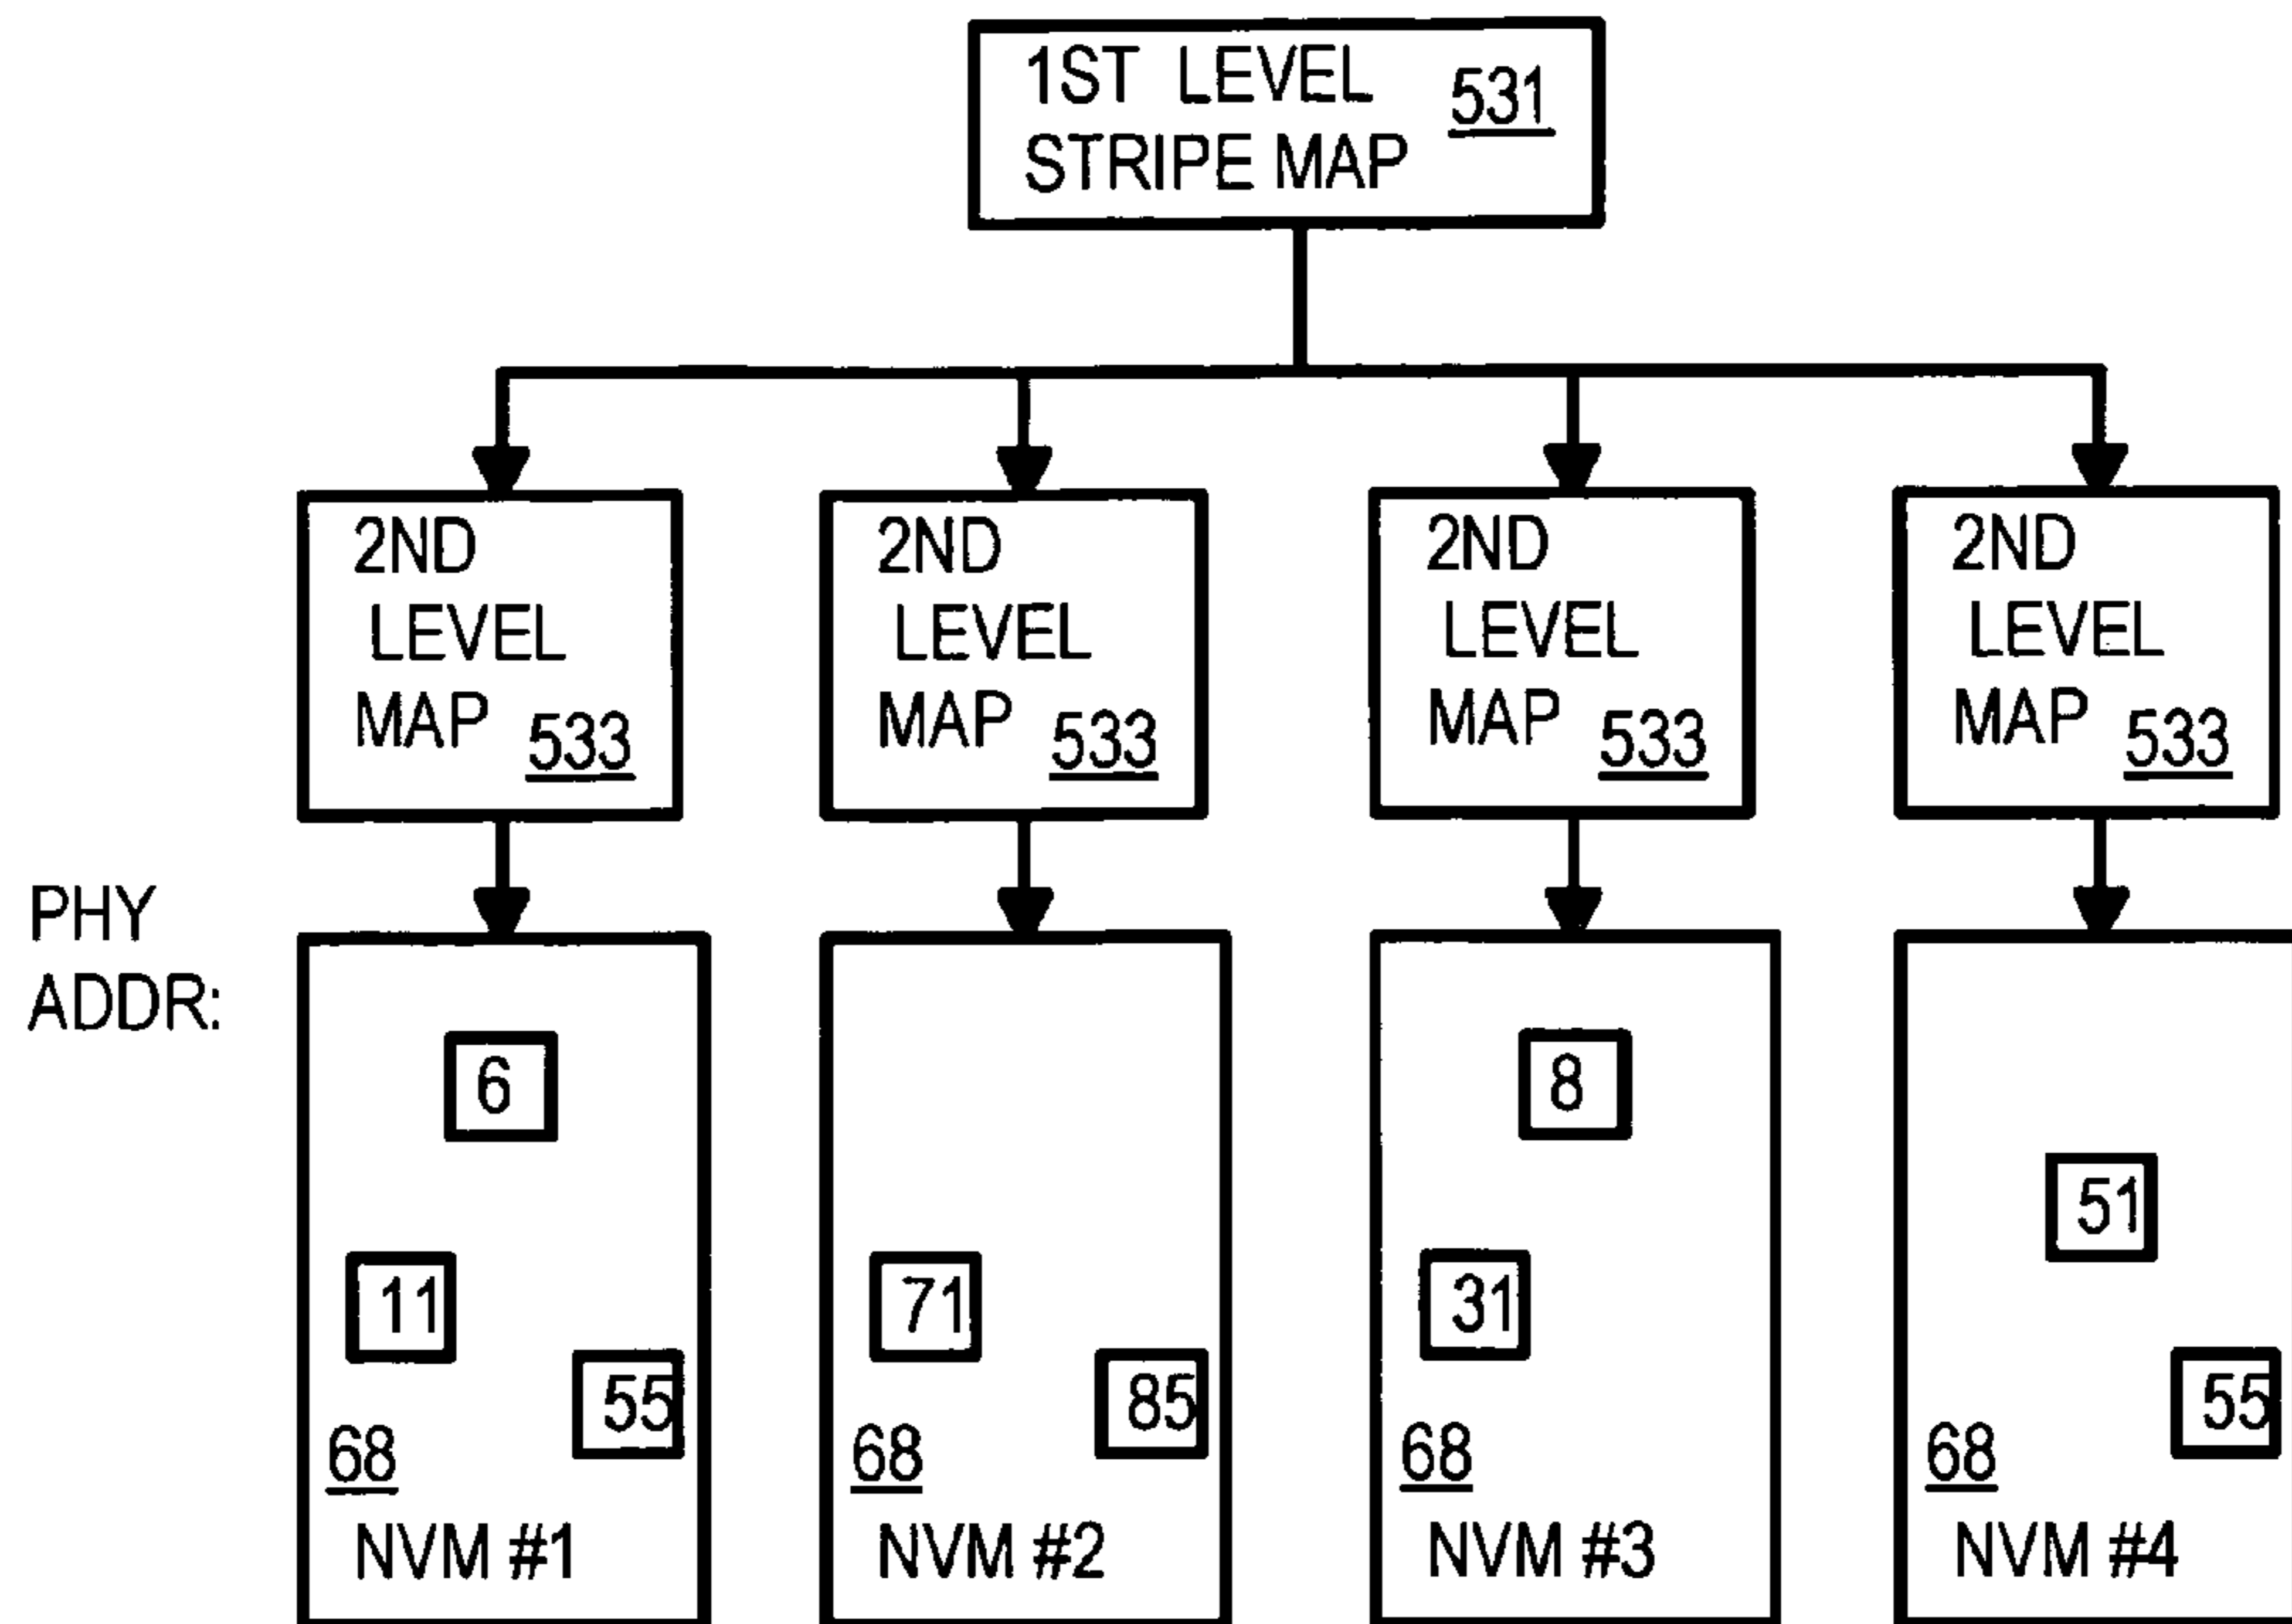 1ST LEVEL
STRIPE MAP 531
2ND
LEVEL
MAP 533
2ND
LEVEL
MAP 533
2ND
LEVEL
MAP 533
2ND
LEVEL
MAP 533
PHY
ADDR:
6
11
55
68
NVM #1
71
85
68
NVM #2
8
31
68
NVM #3
51
55
68
NVM #4